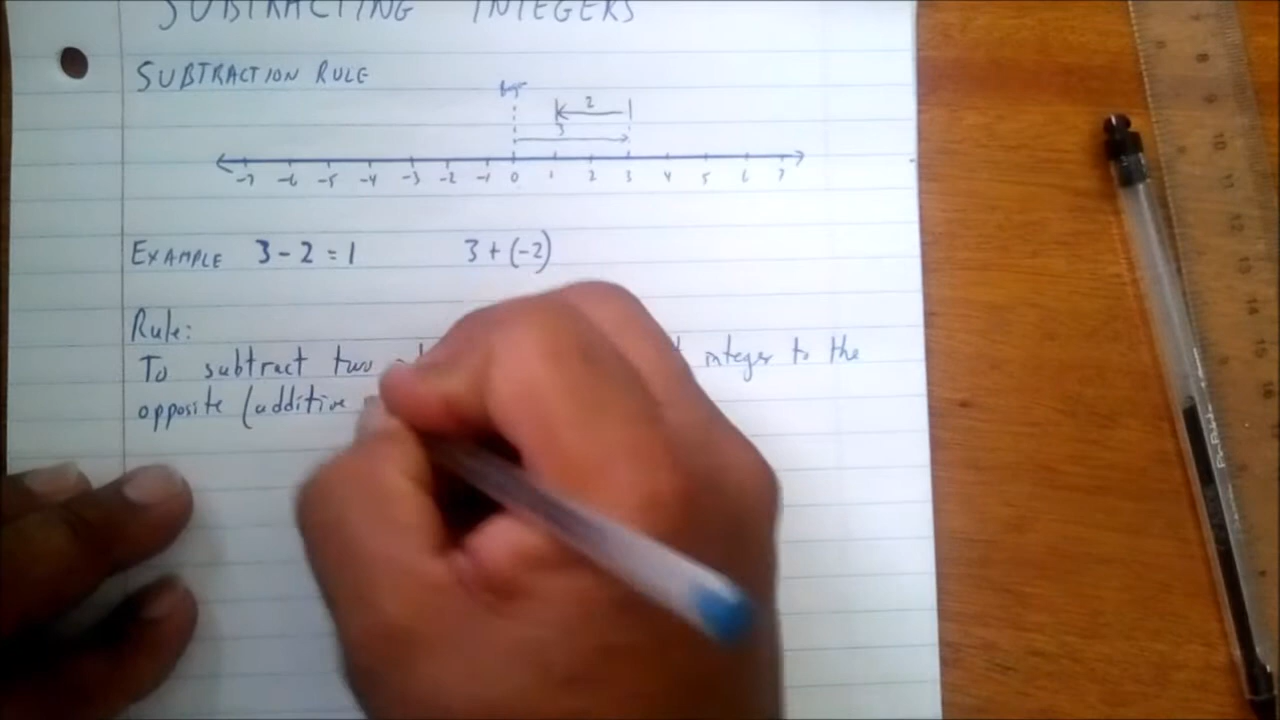 SUBTRACTING INTEGERS
SUBTRACTION RULE
2
3
-7 -6 -5 -4 -3 -2 -1 0 1 2 3 4 5 6 7
EXAMPLE 3 - 2 = 1 3 + (-2)
Rule:
To subtract two integer to the
opposite (additive